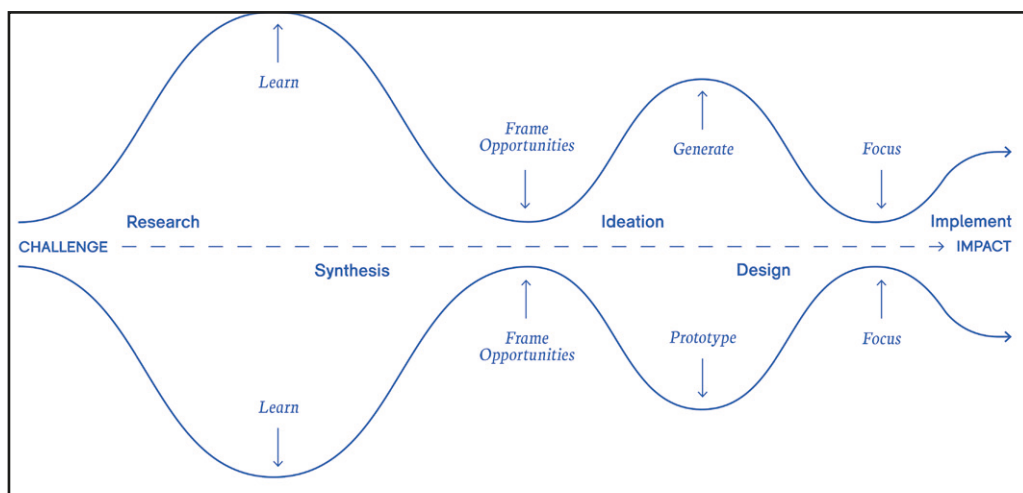 Learn
Frame
Opportunities
Generate
Focus
Research
Ideation
Implement
CHALLENGE
IMPACT
Synthesis
Design
Frame
Opportunities
Prototype
Focus
Learn